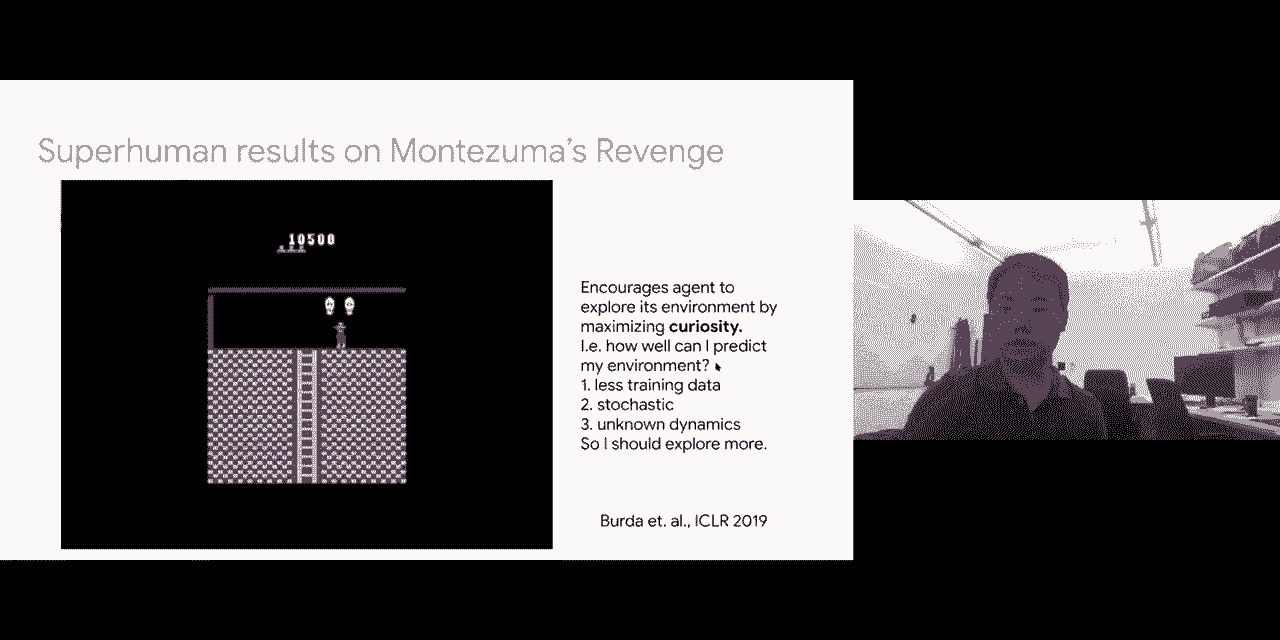 Superhuman results on Montezuma's Revenge
10500
Encourages agent to
explore its environment by
maximizing curiosity.
I.e. how well can I predict
my environment?
1. less training data
2. stochastic
3. unknown dynamics
So I should explore more.
Burda et. al., ICLR 2019